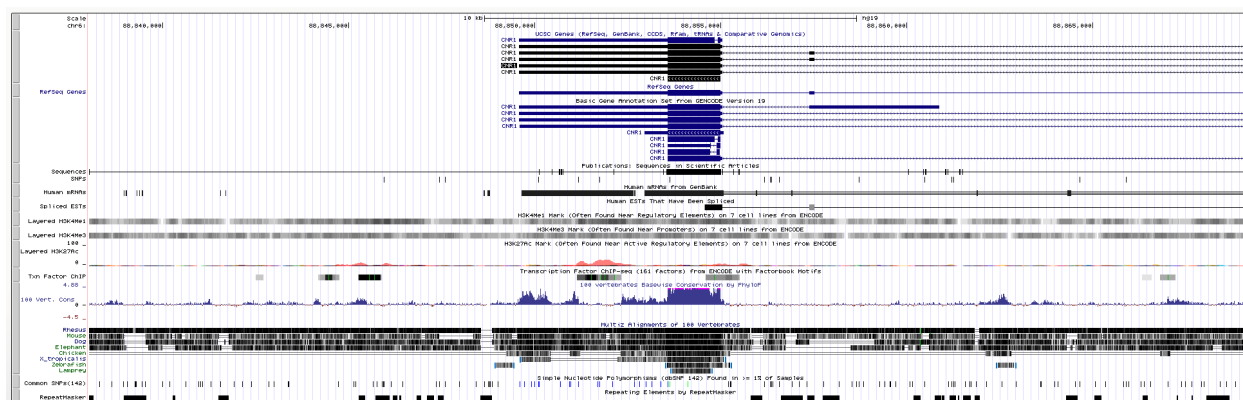 Scale 10 kb hg19
chr6: 88,840,000 88,845,000 88,850,000 88,855,000 88,860,000 88,865,000
UCSC Genes (RefSeq, GenBank, CCDS, Rfam, tRNAs & Comparative Genomics)
CNR1
CNR1
CNR1
CNR1
CNR1
CNR1
RefSeq Genes
RefSeq Genes
Basic Gene Annotation Set from GENCODE Version 19
CNR1
CNR1
CNR1
CNR1
CNR1
CNR1
CNR1
CNR1
CNR1
Publications: Sequences in Scientific Articles
Sequences
SNPs
Human mRNAs from GenBank
Human mRNAs
Human ESTs That Have Been Spliced
Spliced ESTs
H3K4Me1 Mark (Often Found Near Regulatory Elements) on 7 cell lines from ENCODE
Layered H3K4Me1
H3K4Me3 Mark (Often Found Near Promoters) on 7 cell lines from ENCODE
Layered H3K4Me3
H3K27Ac Mark (Often Found Near Active Regulatory Elements) on 7 cell lines from ENCODE
100 _
Layered H3K27Ac
0 _
Transcription Factor ChIP-seq (161 factors) from ENCODE with Factorbook Motifs
Txn Factor ChIP
100 vertebrates Basewise Conservation by PhyloP
4.88 _
100 Vert. Cons
0 -
-4.5 _
Multiz Alignments of 100 Vertebrates
Rhesus
Mouse
Dog
Elephant
Chicken
X_tropicalis
Zebrafish
Lamprey
Simple Nucleotide Polymorphisms (dbSNP 142) Found in >= 1% of Samples
Common SNPs(142)
Repeating Elements by RepeatMasker
RepeatMasker